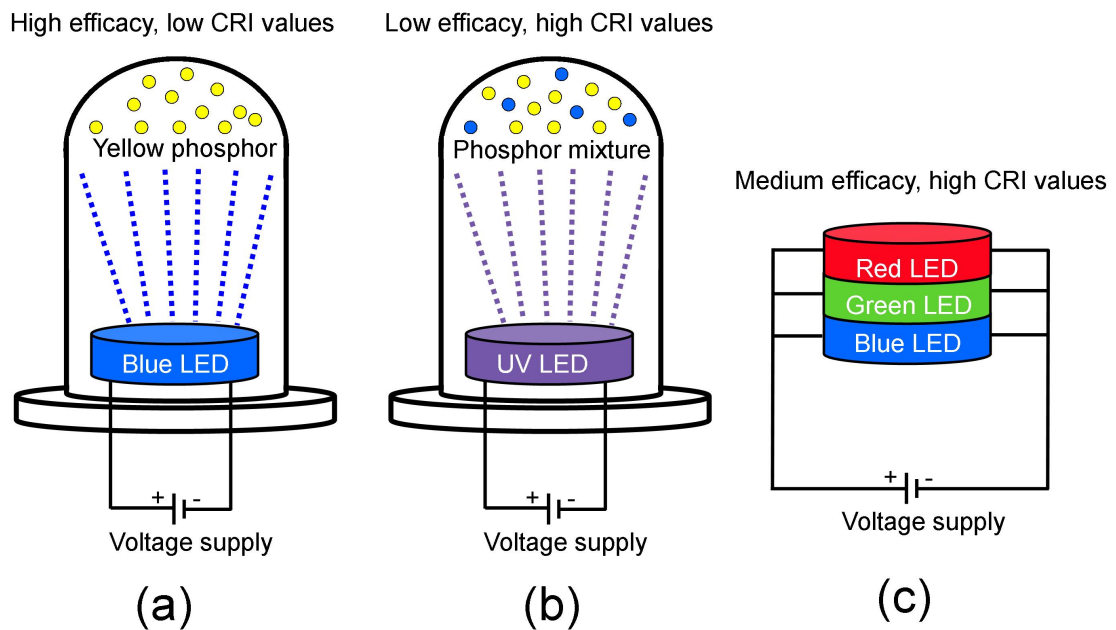 High efficacy, low CRI values
Yellow phosphor
Blue LED
+ -
Voltage supply
(a)
Low efficacy, high CRI values
Phosphor mixture
UV LED
+ -
Voltage supply
(b)
Medium efficacy, high CRI values
Red LED
Green LED
Blue LED
+ -
Voltage supply
(c)